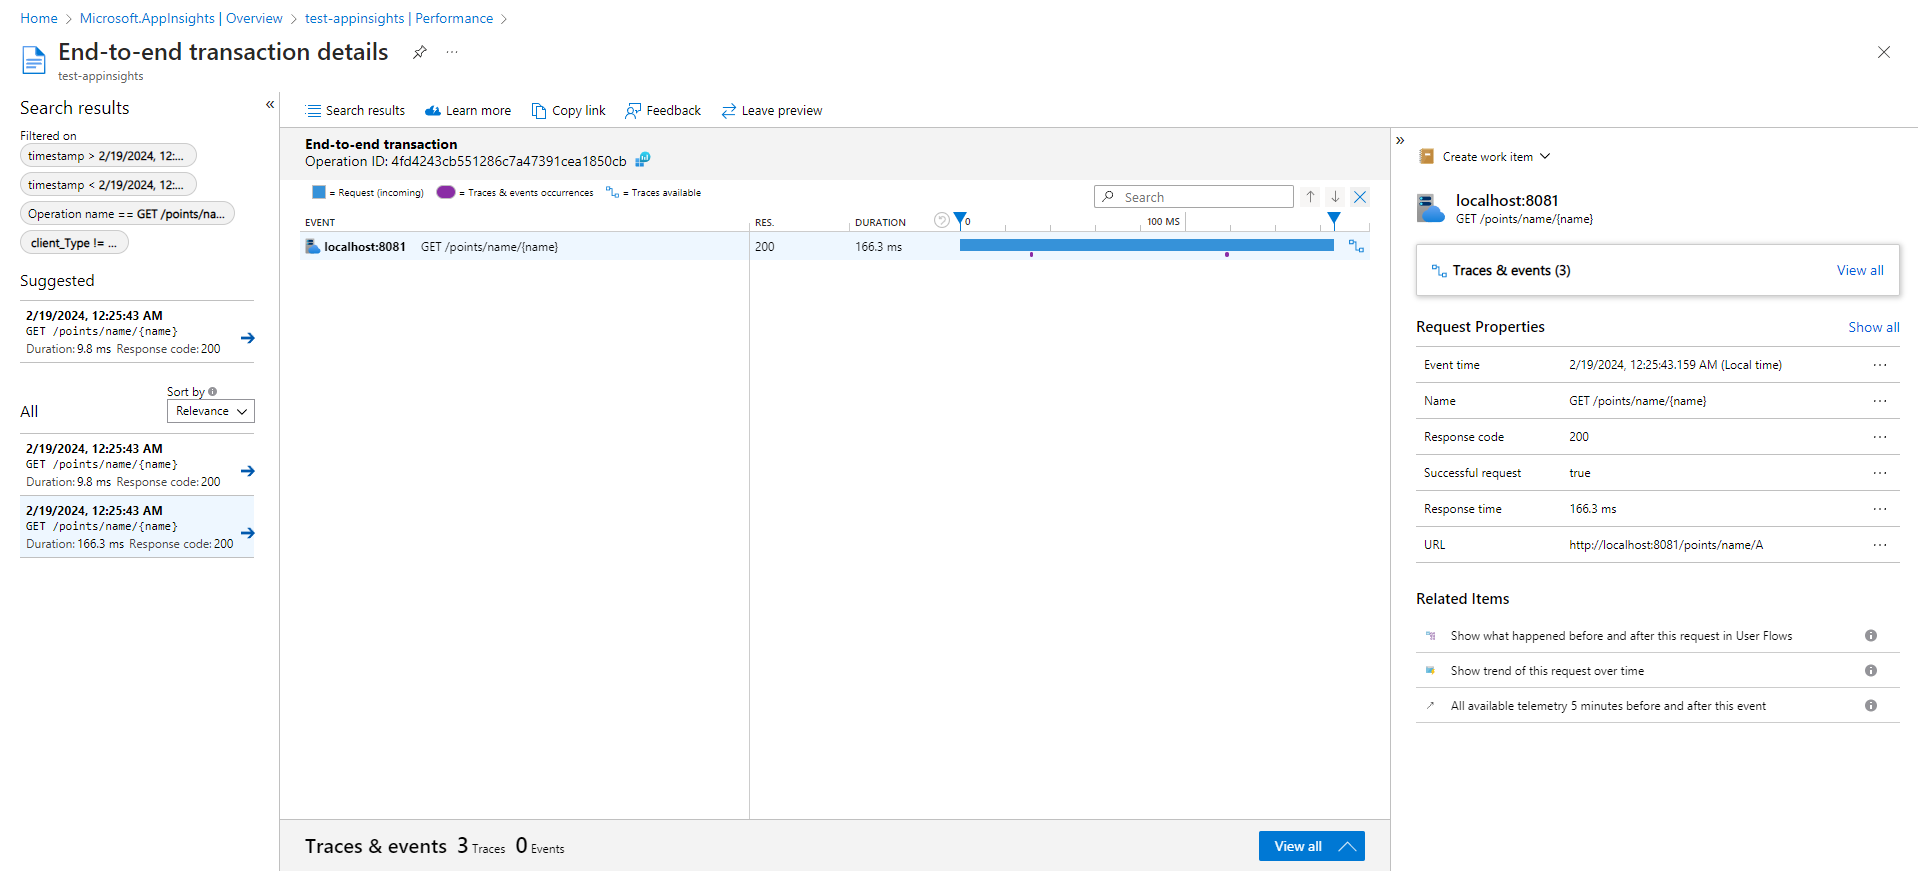 Home > Microsoft.AppInsights | Overview > test-appinsights | Performance >
End-to-end transaction details
test-appinsights
Search results
Filtered on
timestamp > 2/19/2024, 12:...
timestamp < 2/19/2024, 12:...
Operation name == GET /points/na...
client_Type != ...
Suggested
2/19/2024, 12:25:43 AM
GET /points/name/{name}
Duration: 9.8 ms Response code: 200
Sort by
All
Relevance
2/19/2024, 12:25:43 AM
GET /points/name/{name}
Duration: 9.8 ms Response code: 200
2/19/2024, 12:25:43 AM
GET /points/name/{name}
Duration: 166.3 ms Response code: 200
Search results Learn more Copy link Feedback Leave preview
End-to-end transaction
Operation ID: 4fd4243cb551286c7a47391cea1850cb
= Request (incoming) = Traces & events occurrences = Traces available
Search
EVENT RES. DURATION 0 100 MS
localhost:8081 GET /points/name/{name} 200 166.3 ms
Traces & events 3 Traces 0 Events
View all
Create work item
localhost:8081
GET /points/name/{name}
Traces & events (3) View all
Request Properties Show all
Event time 2/19/2024, 12:25:43.159 AM (Local time) ...
Name GET /points/name/{name} ...
Response code 200 ...
Successful request true ...
Response time 166.3 ms ...
URL http://localhost:8081/points/name/A ...
Related Items
Show what happened before and after this request in User Flows
Show trend of this request over time
All available telemetry 5 minutes before and after this event